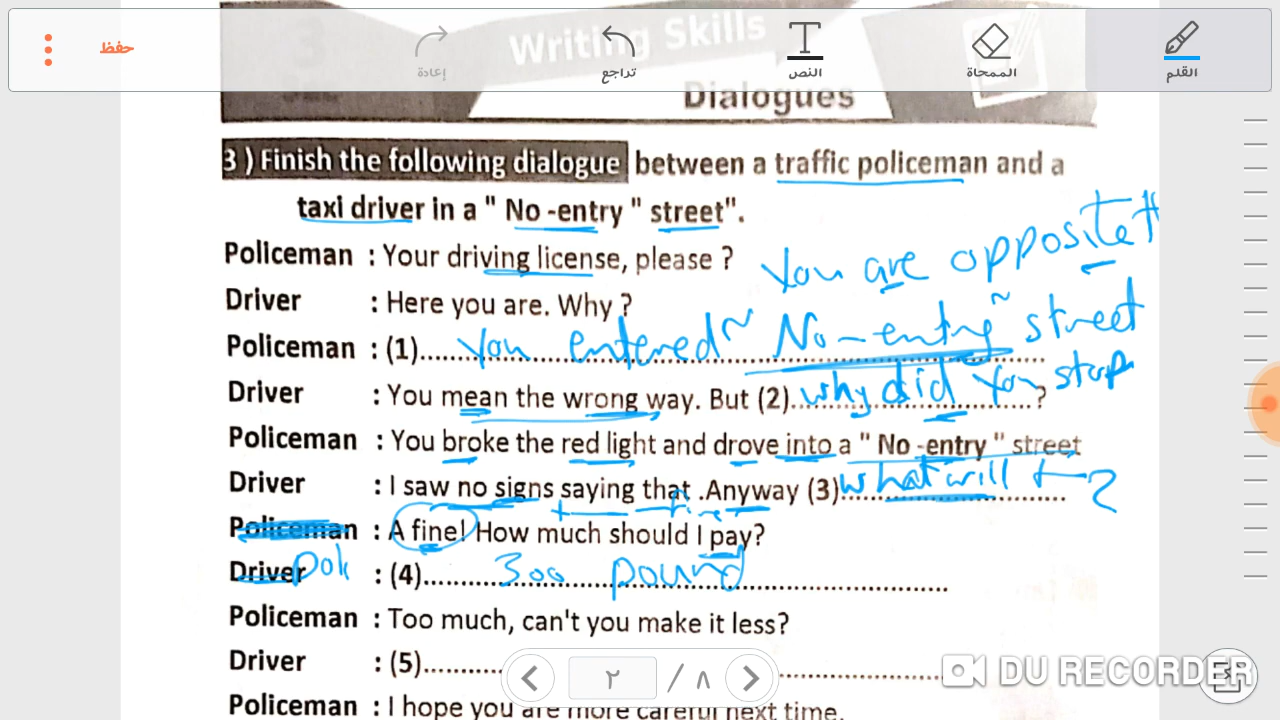 حفظ
إعادة
تراجع
النص
الممحاة
القلم
Writing Skills
Dialogues
3 ) Finish the following dialogue between a traffic policeman and a
taxi driver in a " No -entry " street".
Policeman : Your driving license, please ?
You are opposite
Driver : Here you are. Why ?
Policeman : (1)..... You entered No-entry street
Driver : You mean the wrong way. But (2)..... why did you stop ?
Policeman : You broke the red light and drove into a " No -entry " street
Driver : I saw no signs saying that .Anyway (3)..... what will ?
Policeman : A fine! How much should I pay?
Driver : (4)..... 300 pound
Policeman : Too much, can't you make it less?
Driver : (5).....
Policeman : I hope you are more careful next time.
٢ / ٨
DU RECORDER